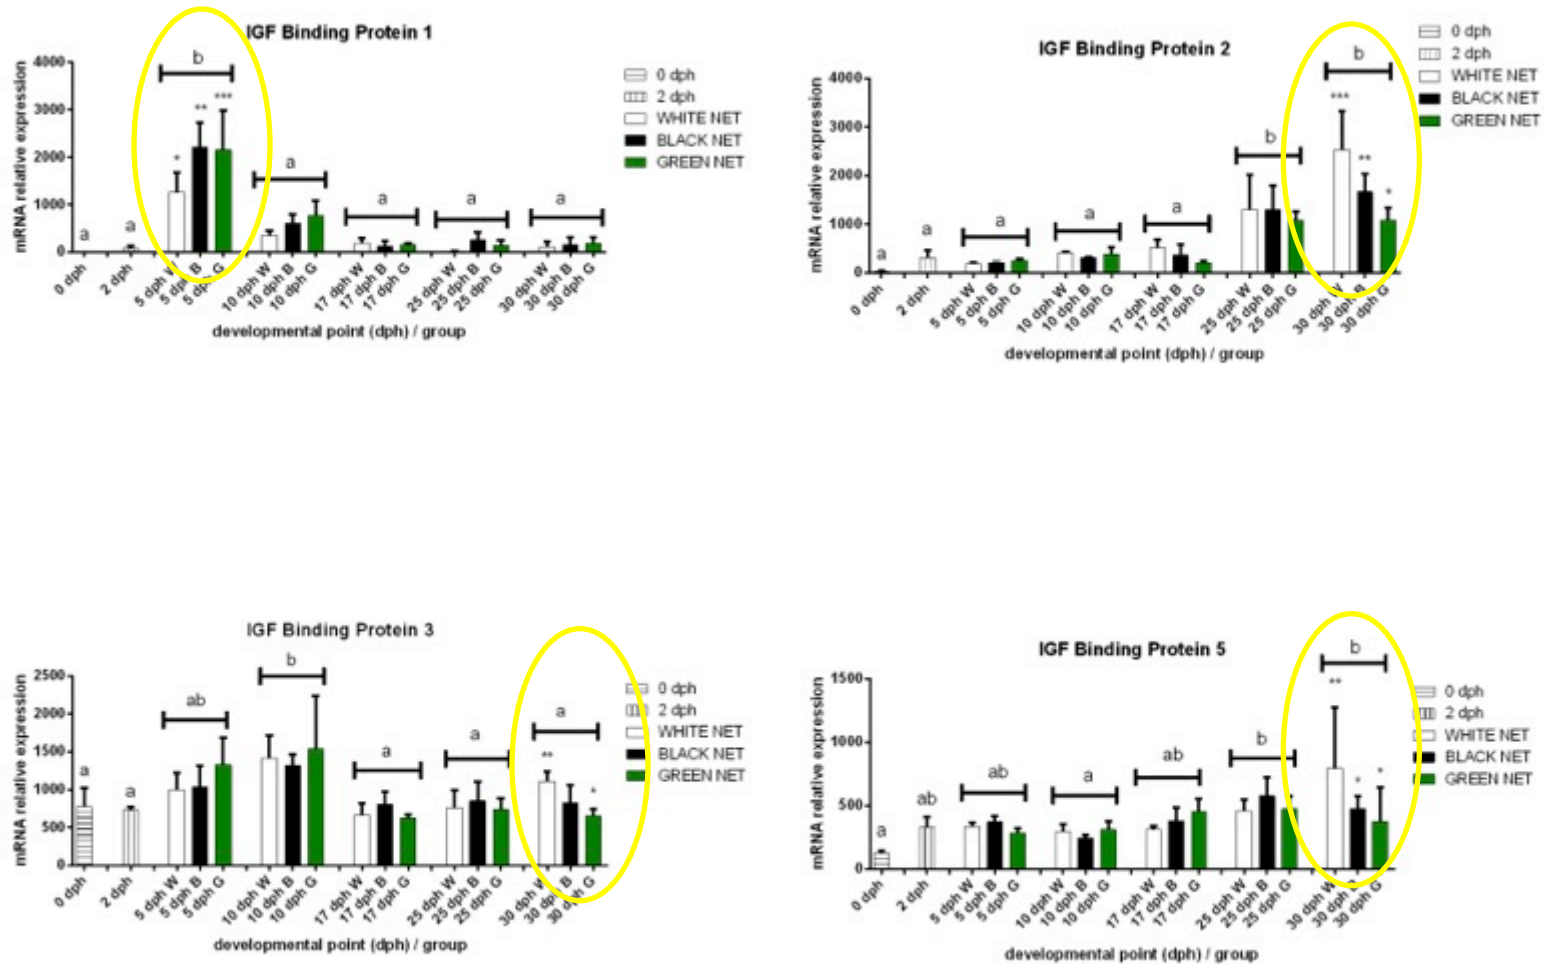 IGF Binding Protein 1
mRNA relative expression
4000
3000
2000
1000
0
a
a
b
*
**
***
a
a
a
a
0 dph
2 dph
5 dph W
5 dph B
5 dph G
10 dph W
10 dph B
10 dph G
17 dph W
17 dph B
17 dph G
25 dph W
25 dph B
25 dph G
30 dph W
30 dph B
30 dph G
developmental point (dph) / group
0 dph
2 dph
WHITE NET
BLACK NET
GREEN NET
IGF Binding Protein 2
mRNA relative expression
4000
3000
2000
1000
0
a
a
a
a
a
b
b
***
**
*
0 dph
2 dph
5 dph W
5 dph B
5 dph G
10 dph W
10 dph B
10 dph G
17 dph W
17 dph B
17 dph G
25 dph W
25 dph B
25 dph G
30 dph W
30 dph B
30 dph G
developmental point (dph) / group
0 dph
2 dph
WHITE NET
BLACK NET
GREEN NET
IGF Binding Protein 3
mRNA relative expression
2500
2000
1500
1000
500
0
a
a
ab
b
a
a
a
**
*
0 dph
2 dph
5 dph W
5 dph B
5 dph G
10 dph W
10 dph B
10 dph G
17 dph W
17 dph B
17 dph G
25 dph W
25 dph B
25 dph G
30 dph W
30 dph B
30 dph G
developmental point (dph) / group
0 dph
2 dph
WHITE NET
BLACK NET
GREEN NET
IGF Binding Protein 5
mRNA relative expression
1500
1000
500
0
a
ab
ab
a
ab
b
b
**
*
*
0 dph
2 dph
5 dph W
5 dph B
5 dph G
10 dph W
10 dph B
10 dph G
17 dph W
17 dph B
17 dph G
25 dph W
25 dph B
25 dph G
30 dph W
30 dph B
30 dph G
developmental point (dph) / group
0 dph
2 dph
WHITE NET
BLACK NET
GREEN NET